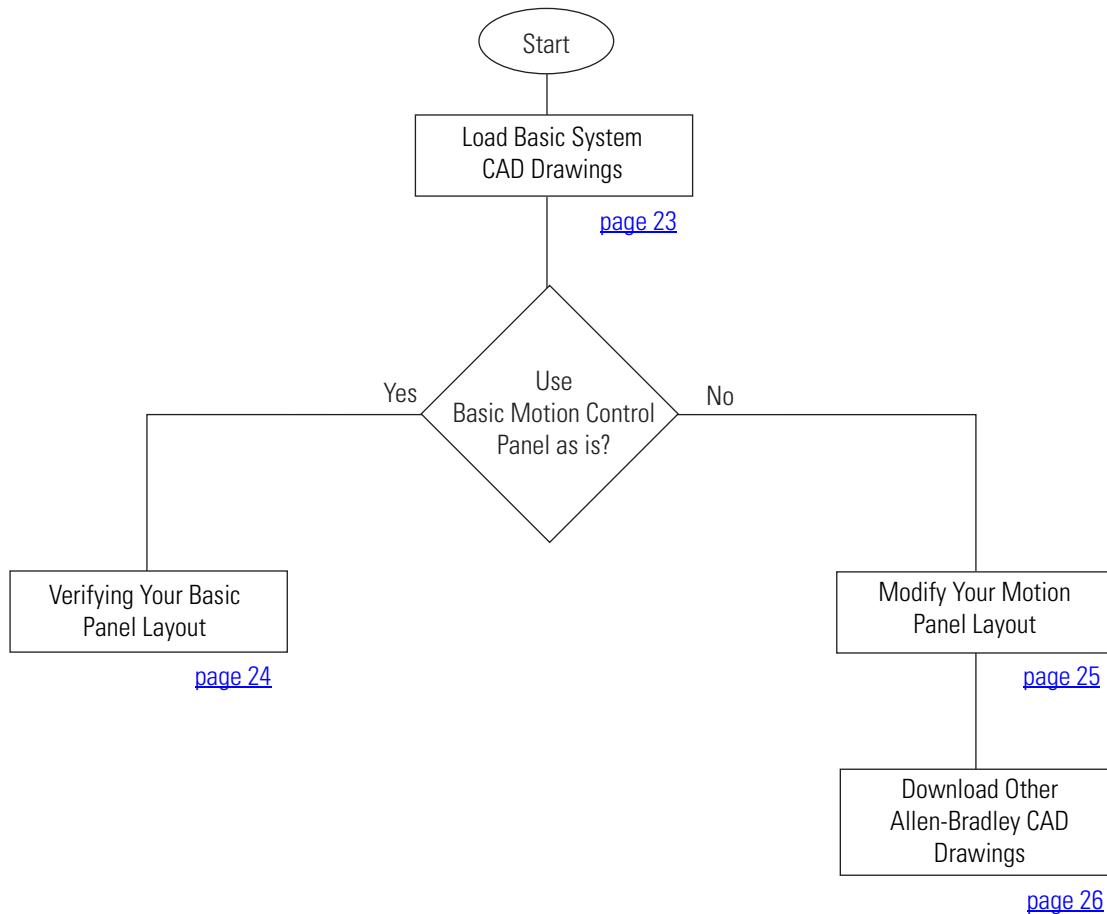 Start
Load Basic System
CAD Drawings
page 23
Use
Basic Motion Control
Panel as is?
Yes
No
Verifying Your Basic
Panel Layout
page 24
Modify Your Motion
Panel Layout
page 25
Download Other
Allen-Bradley CAD
Drawings
page 26